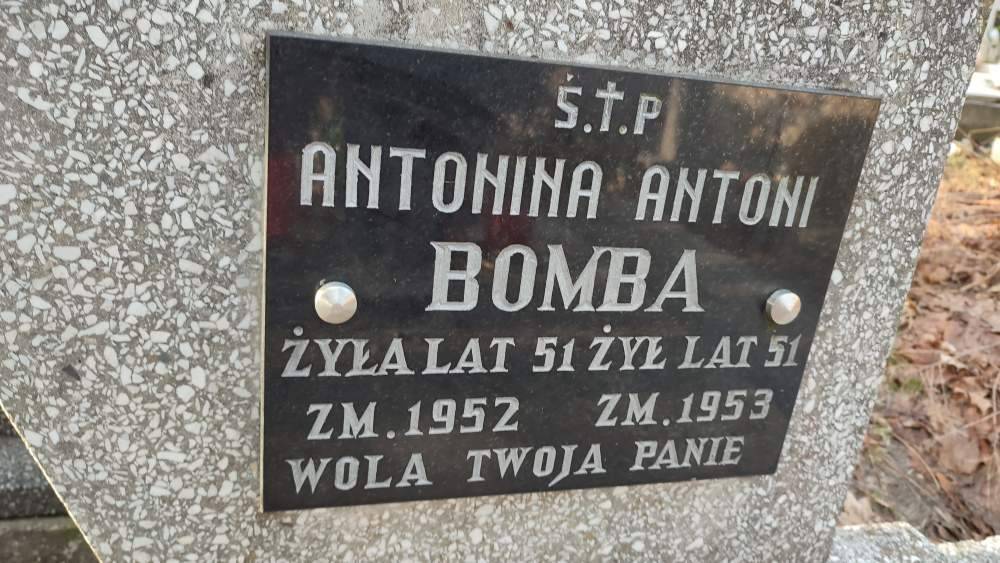 Ś.†.P
ANTONINA ANTONI
BOMBA
ŻYŁA LAT 51 ŻYŁ LAT 51
ZM. 1952 ZM. 1953
WOLA TWOJA PANIE